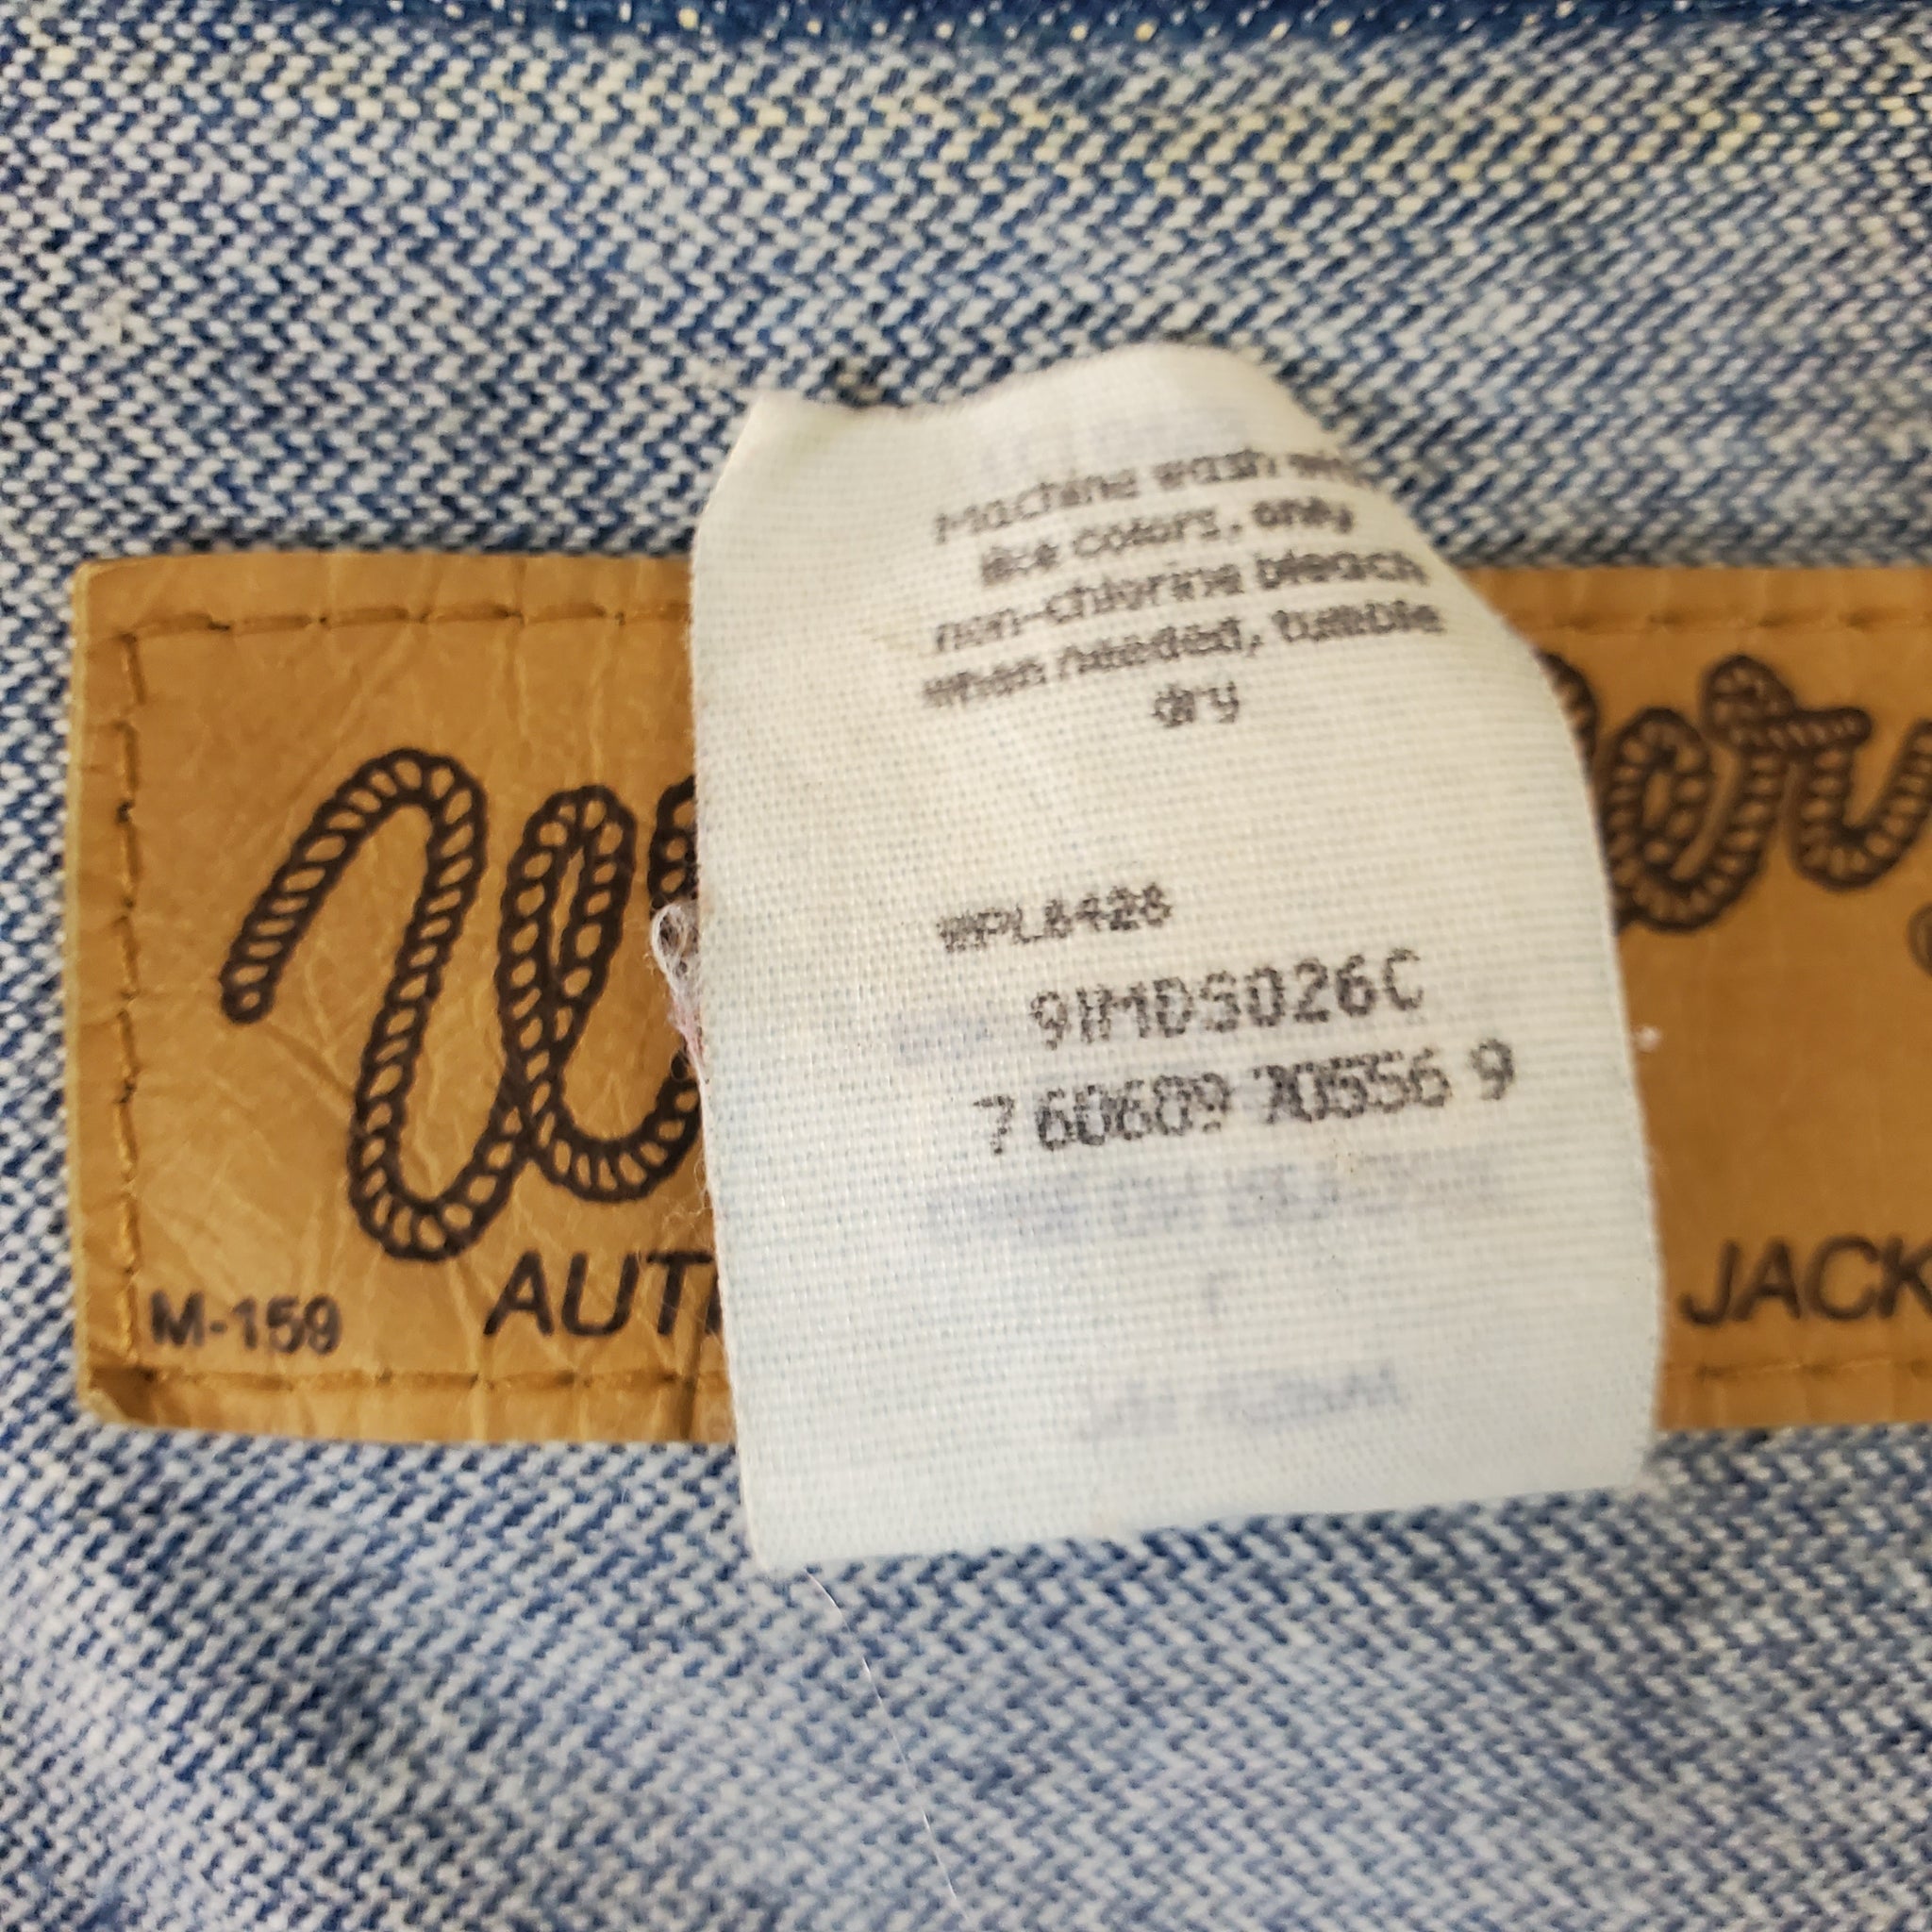 Machine wash with
like colors, only
non-chlorine bleach
when needed, tumble
dry
WPL8428
91MDS026C
7 60609 70556 9
M-159
AUT
JACK